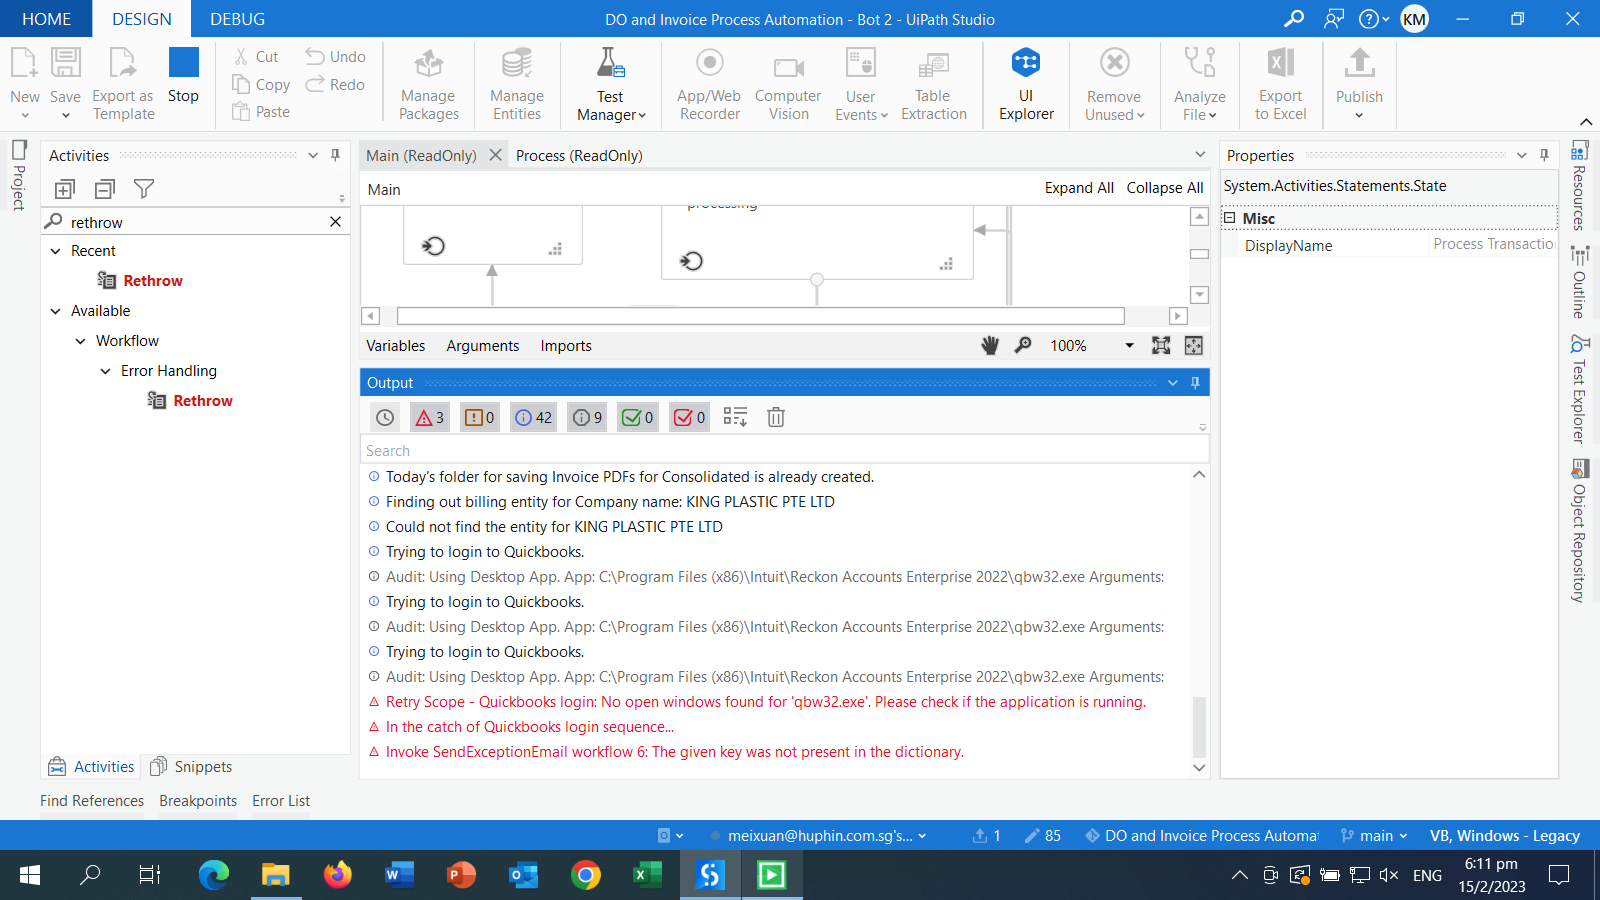 HOME
DESIGN
DEBUG
DO and Invoice Process Automation - Bot 2 - UiPath Studio
KM
New
Save
Export as
Template
Stop
Cut
Copy
Paste
Undo
Redo
Manage
Packages
Manage
Entities
Test
Manager
App/Web
Recorder
Computer
Vision
User
Events
Table
Extraction
UI
Explorer
Remove
Unused
Analyze
File
Export
to Excel
Publish
Project
Activities
rethrow
Recent
Rethrow
Available
Workflow
Error Handling
Rethrow
Activities
Snippets
Main (ReadOnly)
Process (ReadOnly)
Main
Expand All
Collapse All
processing
Variables
Arguments
Imports
100%
Output
3
0
42
9
0
0
Search
Today's folder for saving Invoice PDFs for Consolidated is already created.
Finding out billing entity for Company name: KING PLASTIC PTE LTD
Could not find the entity for KING PLASTIC PTE LTD
Trying to login to Quickbooks.
Audit: Using Desktop App. App: C:\Program Files (x86)\Intuit\Reckon Accounts Enterprise 2022\qbw32.exe Arguments:
Trying to login to Quickbooks.
Audit: Using Desktop App. App: C:\Program Files (x86)\Intuit\Reckon Accounts Enterprise 2022\qbw32.exe Arguments:
Trying to login to Quickbooks.
Audit: Using Desktop App. App: C:\Program Files (x86)\Intuit\Reckon Accounts Enterprise 2022\qbw32.exe Arguments:
Retry Scope - Quickbooks login: No open windows found for 'qbw32.exe'. Please check if the application is running.
In the catch of Quickbooks login sequence...
Invoke SendExceptionEmail workflow 6: The given key was not present in the dictionary.
Properties
System.Activities.Statements.State
Misc
DisplayName
Process Transactio
Resources
Outline
Test Explorer
Object Repository
Find References
Breakpoints
Error List
meixuan@huphin.com.sg's...
1
85
DO and Invoice Process Automat
main
VB, Windows - Legacy
ENG
6:11 pm
15/2/2023